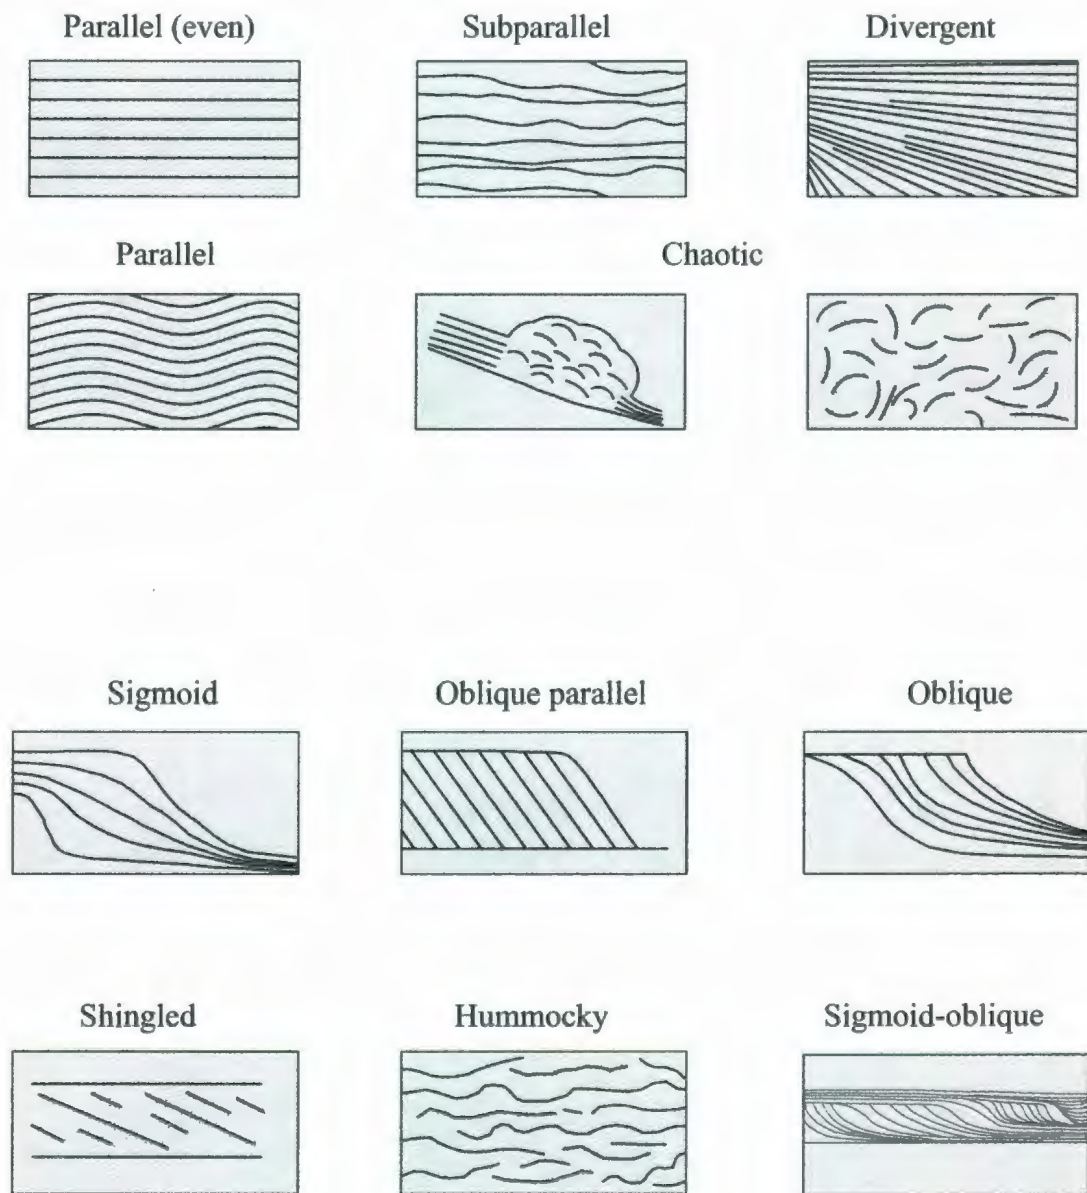 Parallel (even)
Subparallel
Divergent
Parallel
Chaotic
Sigmoid
Oblique parallel
Oblique
Shingled
Hummocky
Sigmoid-oblique